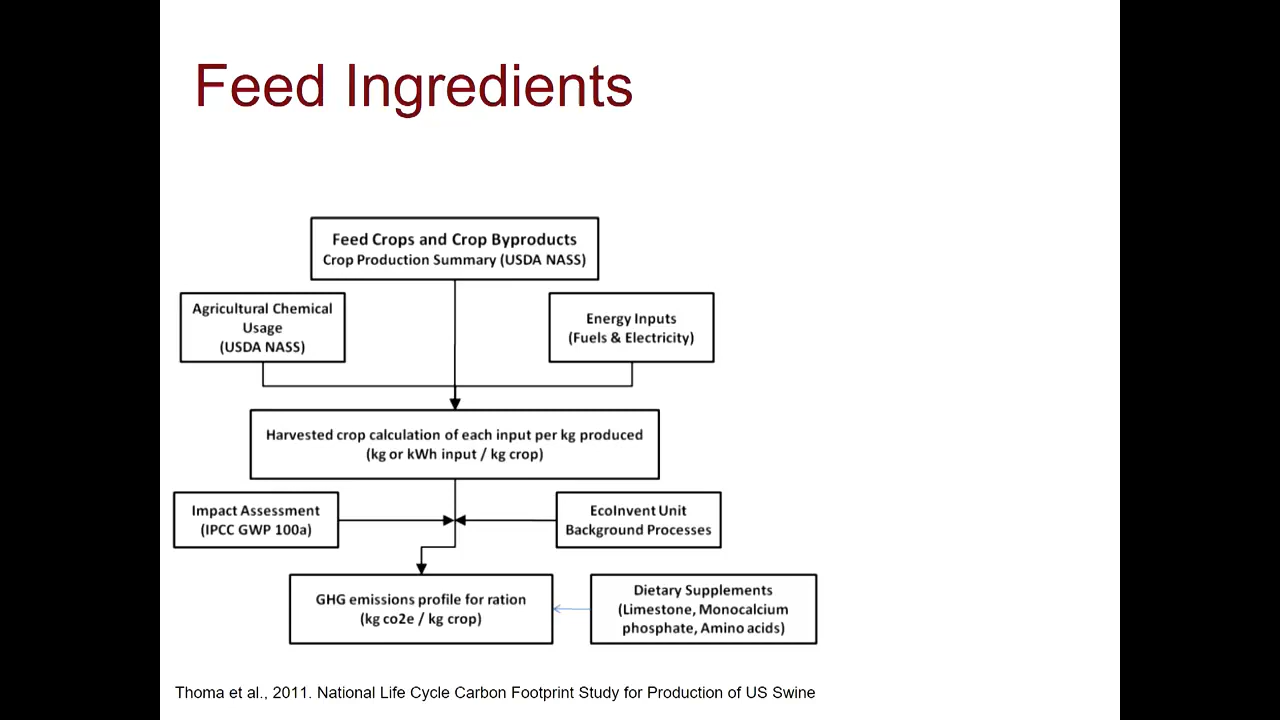 Feed Ingredients
Feed Crops and Crop Byproducts
Crop Production Summary (USDA NASS)
Agricultural Chemical
Usage
(USDA NASS)
Energy Inputs
(Fuels & Electricity)
Harvested crop calculation of each input per kg produced
(kg or kWh input / kg crop)
Impact Assessment
(IPCC GWP 100a)
EcoInvent Unit
Background Processes
GHG emissions profile for ration
(kg co2e / kg crop)
Dietary Supplements
(Limestone, Monocalcium
phosphate, Amino acids)
Thoma et al., 2011. National Life Cycle Carbon Footprint Study for Production of US Swine